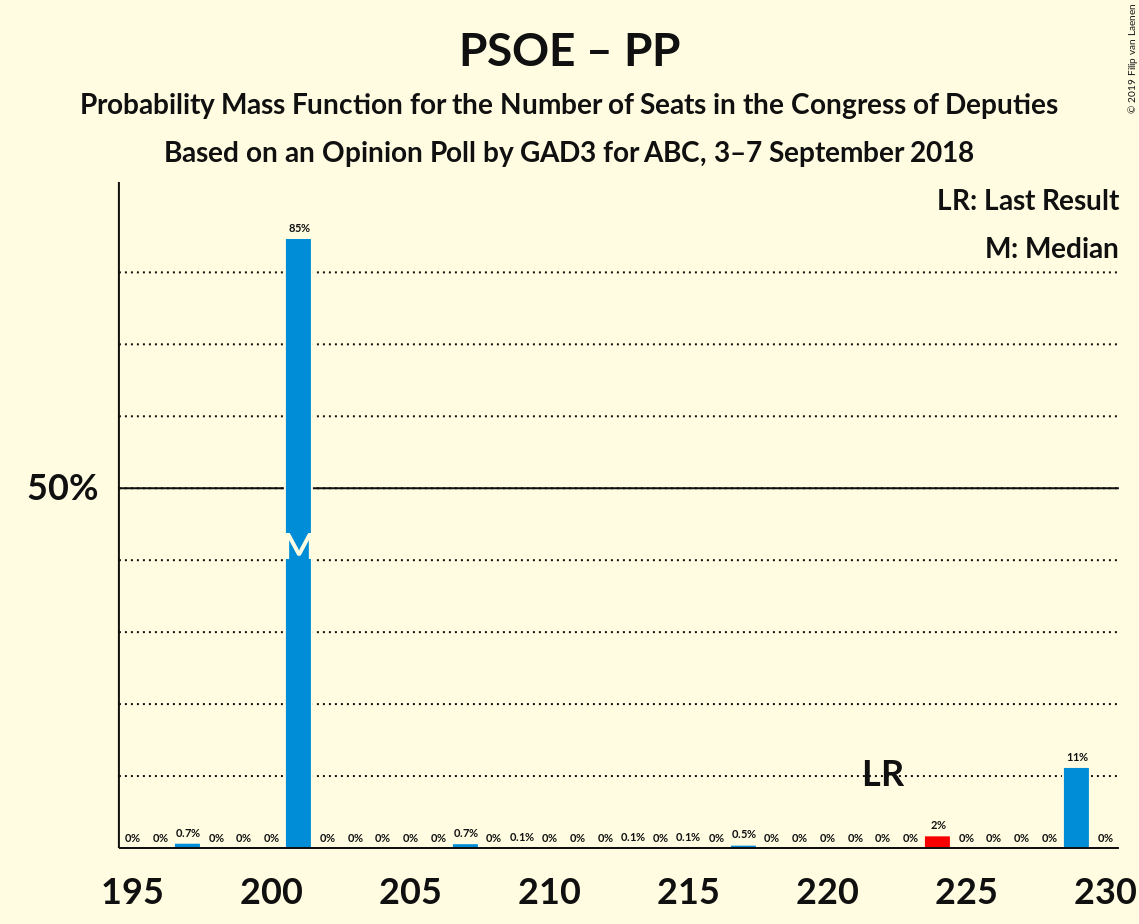 PSOE – PP
Probability Mass Function for the Number of Seats in the Congress of Deputies
Based on an Opinion Poll by GAD3 for ABC, 3–7 September 2018
© 2019 Filip van Laenen
LR: Last Result
M: Median
85%
50%
M
11%
LR
0% 0% 0.7% 0% 0% 0% 0% 0% 0% 0% 0% 0.7% 0% 0.1% 0% 0% 0% 0.1% 0% 0.1% 0% 0.5% 0% 0% 0% 0% 0% 0% 2% 0% 0% 0% 0% 0%
195 200 205 210 215 220 225 230